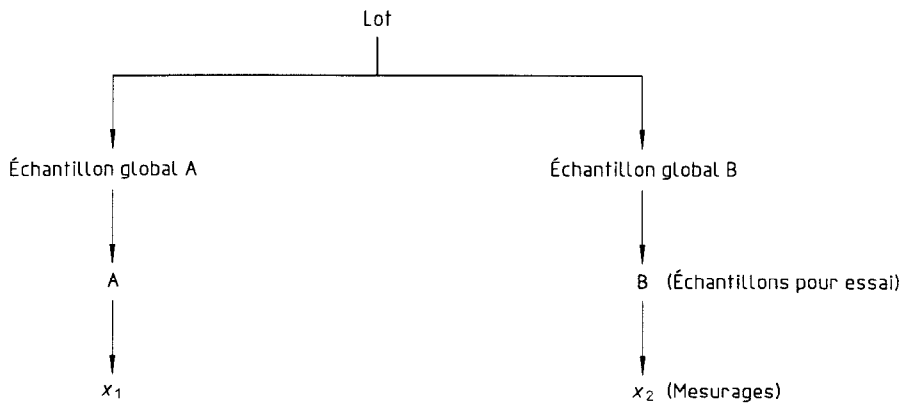 Lot
Échantillon global A
Échantillon global B
A
B (Échantillons pour essai)
x₁
x₂ (Mesurages)